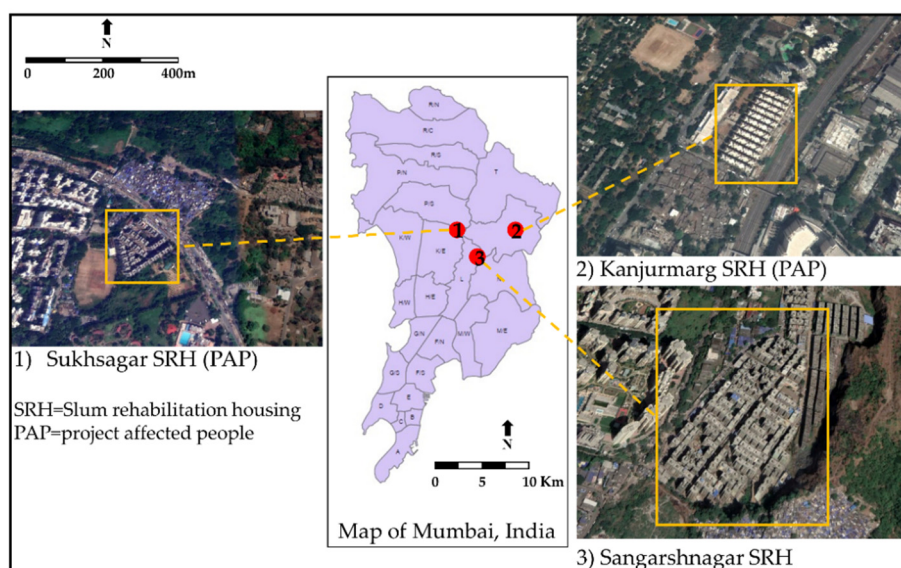 N
0 200 400m
1) Sukhsagar SRH (PAP)
SRH=Slum rehabilitation housing
PAP=project affected people
R/N
R/C
R/S
P/N
T
P/S
K/W
K/E
1
2
3
L
H/W
H/E
G/N
F/N
M/W
M/E
G/S
F/S
E
D
C
B
A
N
0 5 10 Km
Map of Mumbai, India
2) Kanjurmarg SRH (PAP)
3) Sangarshnagar SRH